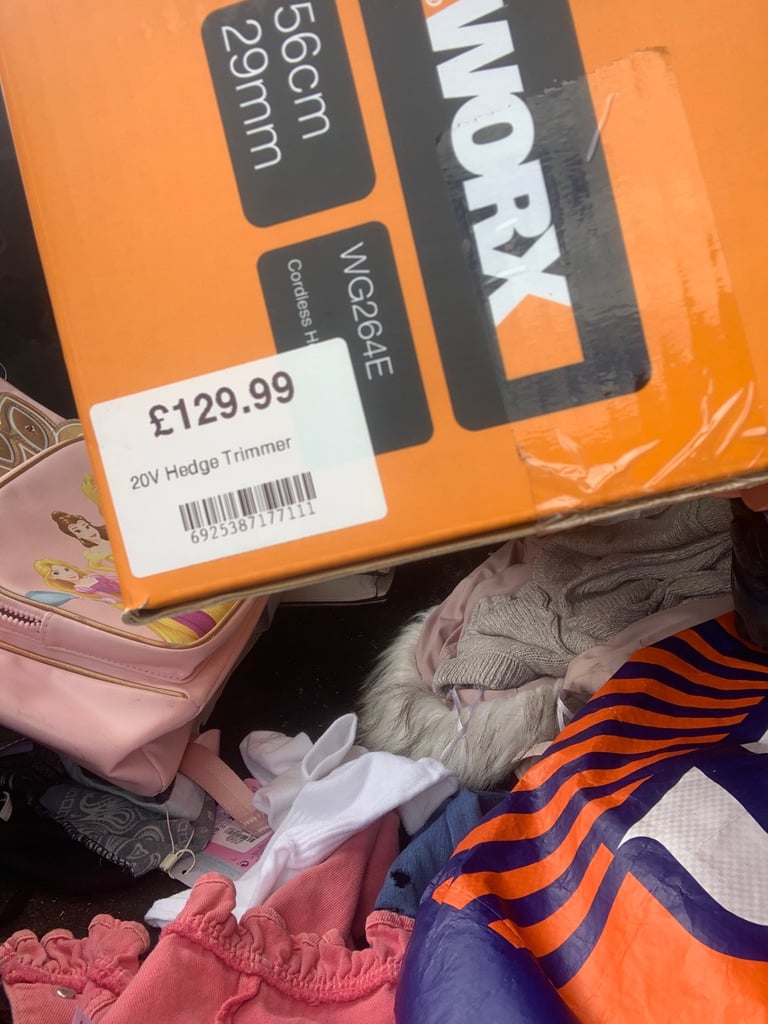 WORX
56cm
29mm
WG264E
Cordless H
£129.99
20V Hedge Trimmer
6925387177111